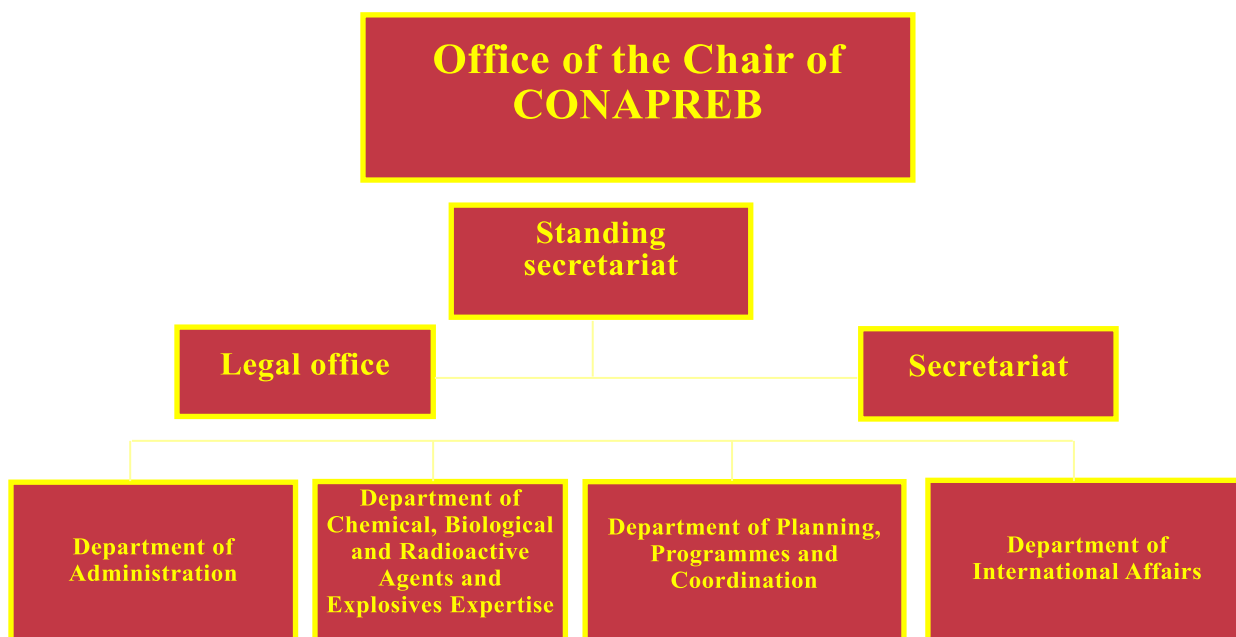 Office of the Chair of
CONAPREB
Standing
secretariat
Legal office
Secretariat
Department of
Administration
Department of
Chemical, Biological
and Radioactive
Agents and
Explosives Expertise
Department of Planning,
Programmes and
Coordination
Department of
International Affairs